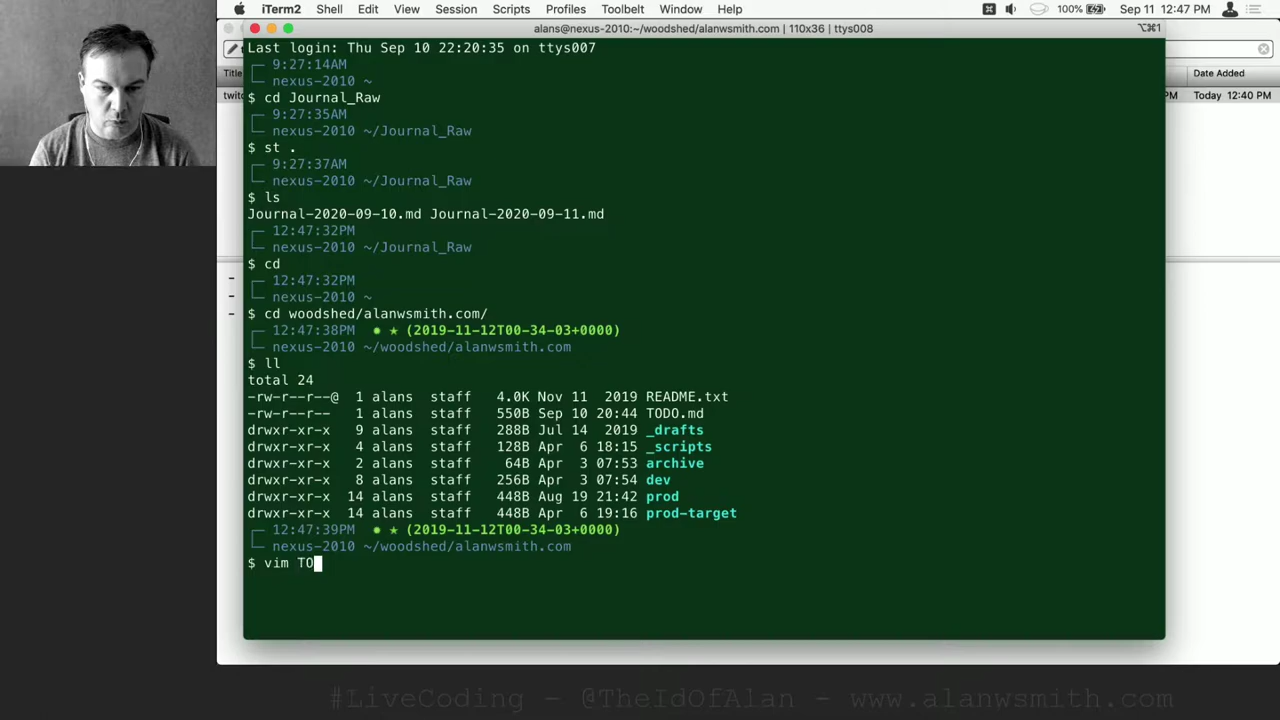 iTerm2 Shell Edit View Session Scripts Profiles Toolbelt Window Help 100% Sep 11 12:47 PM
alans@nexus-2010:~/woodshed/alanwsmith.com | 110x36 | ttys008 ⌥⌘1
Title Date Added
twitc PM Today 12:40 PM
Last login: Thu Sep 10 22:20:35 on ttys007
9:27:14AM
nexus-2010 ~
$ cd Journal_Raw
9:27:35AM
nexus-2010 ~/Journal_Raw
$ st .
9:27:37AM
nexus-2010 ~/Journal_Raw
$ ls
Journal-2020-09-10.md Journal-2020-09-11.md
12:47:32PM
nexus-2010 ~/Journal_Raw
$ cd
12:47:32PM
nexus-2010 ~
$ cd woodshed/alanwsmith.com/
12:47:38PM ● ★ (2019-11-12T00-34-03+0000)
nexus-2010 ~/woodshed/alanwsmith.com
$ ll
total 24
-rw-r--r--@ 1 alans staff 4.0K Nov 11 2019 README.txt
-rw-r--r-- 1 alans staff 550B Sep 10 20:44 TODO.md
drwxr-xr-x 9 alans staff 288B Jul 14 2019 _drafts
drwxr-xr-x 4 alans staff 128B Apr 6 18:15 _scripts
drwxr-xr-x 2 alans staff 64B Apr 3 07:53 archive
drwxr-xr-x 8 alans staff 256B Apr 3 07:54 dev
drwxr-xr-x 14 alans staff 448B Aug 19 21:42 prod
drwxr-xr-x 14 alans staff 448B Apr 6 19:16 prod-target
12:47:39PM ● ★ (2019-11-12T00-34-03+0000)
nexus-2010 ~/woodshed/alanwsmith.com
$ vim TO
#LiveCoding - @TheIdOfAlan - www.alanwsmith.com